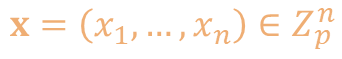 𝐱 = (x₁, … , xₙ) ∈ Zₚⁿ